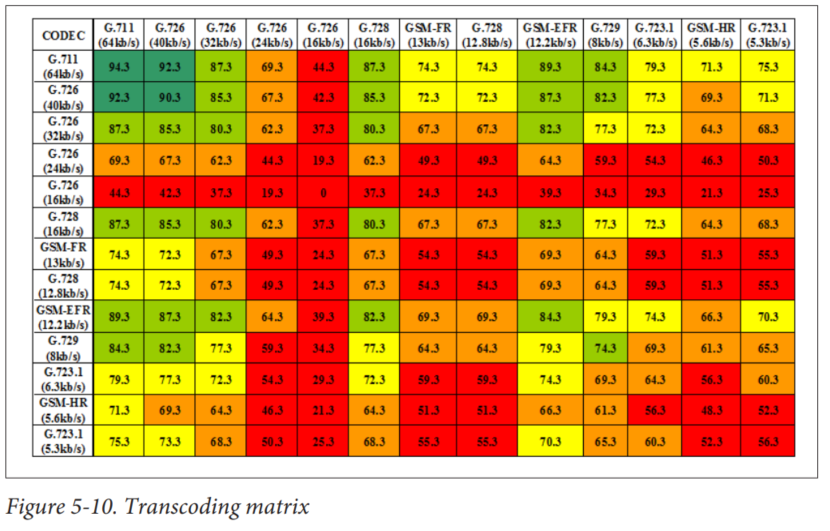 CODEC G.711 (64kb/s) G.726 (40kb/s) G.726 (32kb/s) G.726 (24kb/s) G.726 (16kb/s) G.728 (16kb/s) GSM-FR (13kb/s) G.728 (12.8kb/s) GSM-EFR (12.2kb/s) G.729 (8kb/s) G.723.1 (6.3kb/s) GSM-HR (5.6kb/s) G.723.1 (5.3kb/s)
G.711 (64kb/s) 94.3 92.3 87.3 69.3 44.3 87.3 74.3 74.3 89.3 84.3 79.3 71.3 75.3
G.726 (40kb/s) 92.3 90.3 85.3 67.3 42.3 85.3 72.3 72.3 87.3 82.3 77.3 69.3 71.3
G.726 (32kb/s) 87.3 85.3 80.3 62.3 37.3 80.3 67.3 67.3 82.3 77.3 72.3 64.3 68.3
G.726 (24kb/s) 69.3 67.3 62.3 44.3 19.3 62.3 49.3 49.3 64.3 59.3 54.3 46.3 50.3
G.726 (16kb/s) 44.3 42.3 37.3 19.3 0 37.3 24.3 24.3 39.3 34.3 29.3 21.3 25.3
G.728 (16kb/s) 87.3 85.3 80.3 62.3 37.3 80.3 67.3 67.3 82.3 77.3 72.3 64.3 68.3
GSM-FR (13kb/s) 74.3 72.3 67.3 49.3 24.3 67.3 54.3 54.3 69.3 64.3 59.3 51.3 55.3
G.728 (12.8kb/s) 74.3 72.3 67.3 49.3 24.3 67.3 54.3 54.3 69.3 64.3 59.3 51.3 55.3
GSM-EFR (12.2kb/s) 89.3 87.3 82.3 64.3 39.3 82.3 69.3 69.3 84.3 79.3 74.3 66.3 70.3
G.729 (8kb/s) 84.3 82.3 77.3 59.3 34.3 77.3 64.3 64.3 79.3 74.3 69.3 61.3 65.3
G.723.1 (6.3kb/s) 79.3 77.3 72.3 54.3 29.3 72.3 59.3 59.3 74.3 69.3 64.3 56.3 60.3
GSM-HR (5.6kb/s) 71.3 69.3 64.3 46.3 21.3 64.3 51.3 51.3 66.3 61.3 56.3 48.3 52.3
G.723.1 (5.3kb/s) 75.3 73.3 68.3 50.3 25.3 68.3 55.3 55.3 70.3 65.3 60.3 52.3 56.3
Figure 5-10. Transcoding matrix